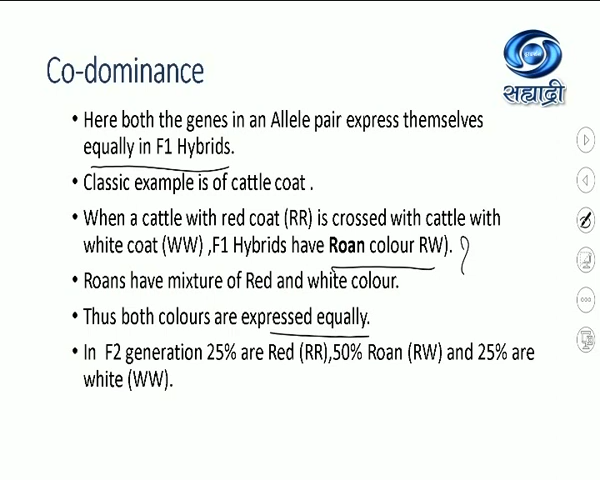 Co-dominance
सह्याद्री
• Here both the genes in an Allele pair express themselves
equally in F1 Hybrids.
• Classic example is of cattle coat .
• When a cattle with red coat (RR) is crossed with cattle with
white coat (WW) ,F1 Hybrids have Roan colour RW).
• Roans have mixture of Red and white colour.
• Thus both colours are expressed equally.
• In F2 generation 25% are Red (RR),50% Roan (RW) and 25% are
white (WW).